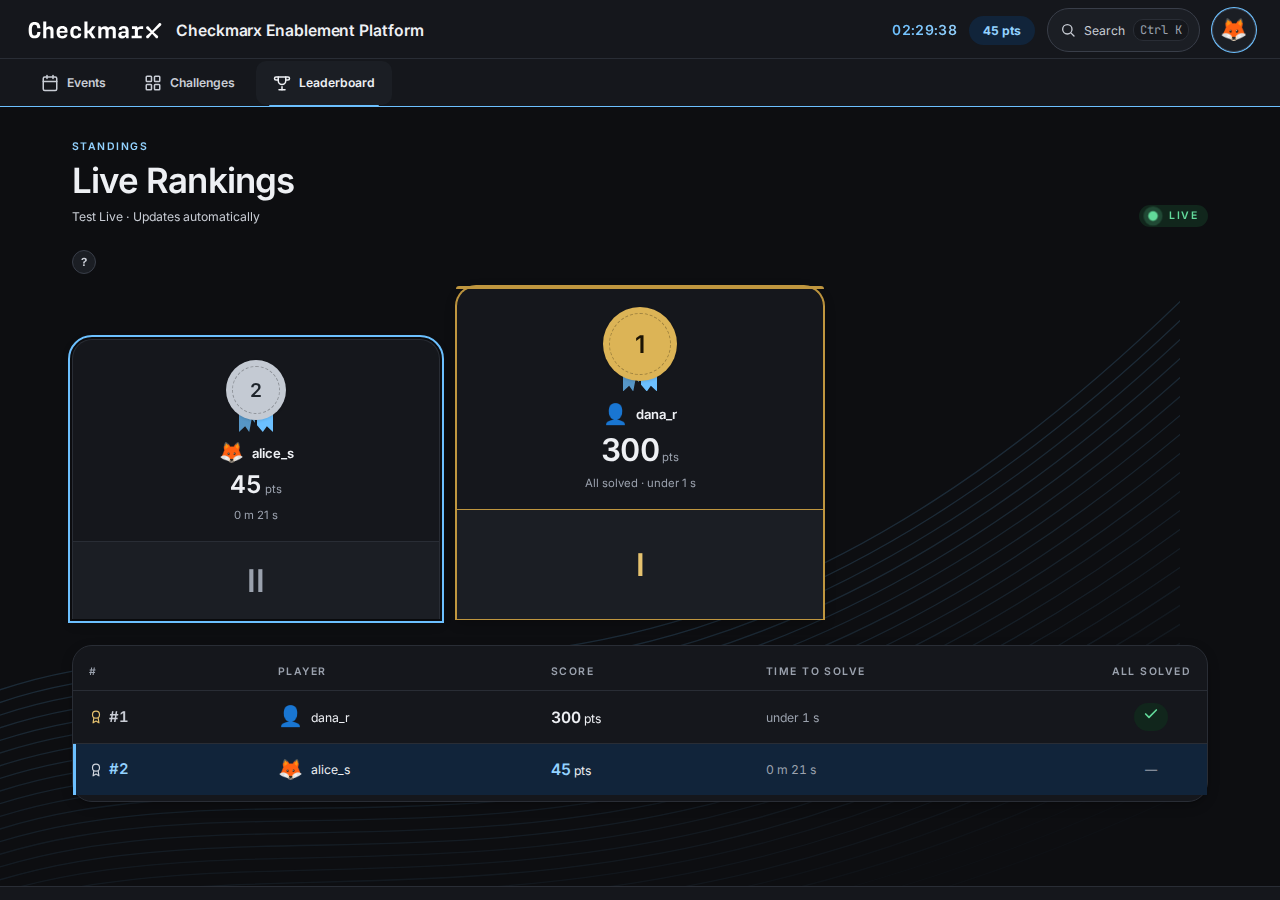 Checkmarx Checkmarx Enablement Platform
02:29:38
45 pts
Search Ctrl K
Events
Challenges
Leaderboard
STANDINGS
Live Rankings
Test Live · Updates automatically
LIVE
?
2
alice_s
45 pts
0 m 21 s
II
1
dana_r
300 pts
All solved · under 1 s
I
# PLAYER SCORE TIME TO SOLVE ALL SOLVED
#1 dana_r 300 pts under 1 s
#2 alice_s 45 pts 0 m 21 s —